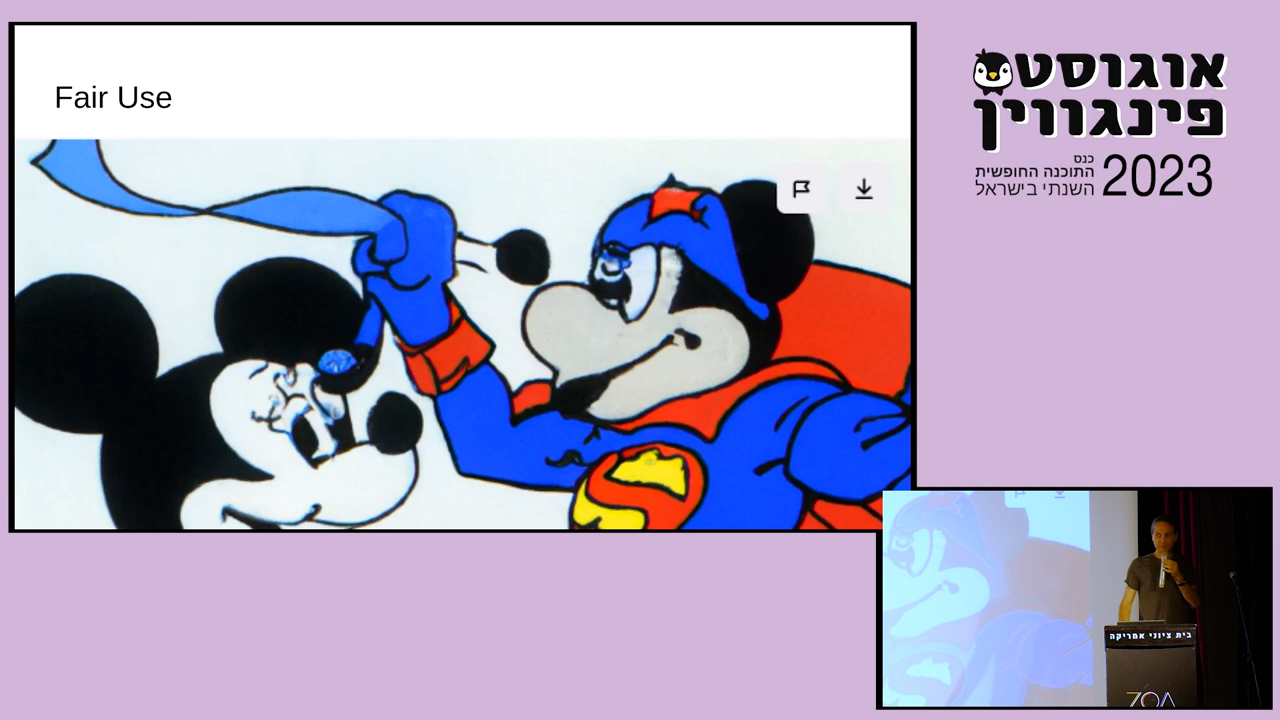 Fair Use
S
אוגוסט
פינגווין
כנס
התוכנה החופשית
השנתי בישראל
2023
בית ציוני אמריקה
ZOA